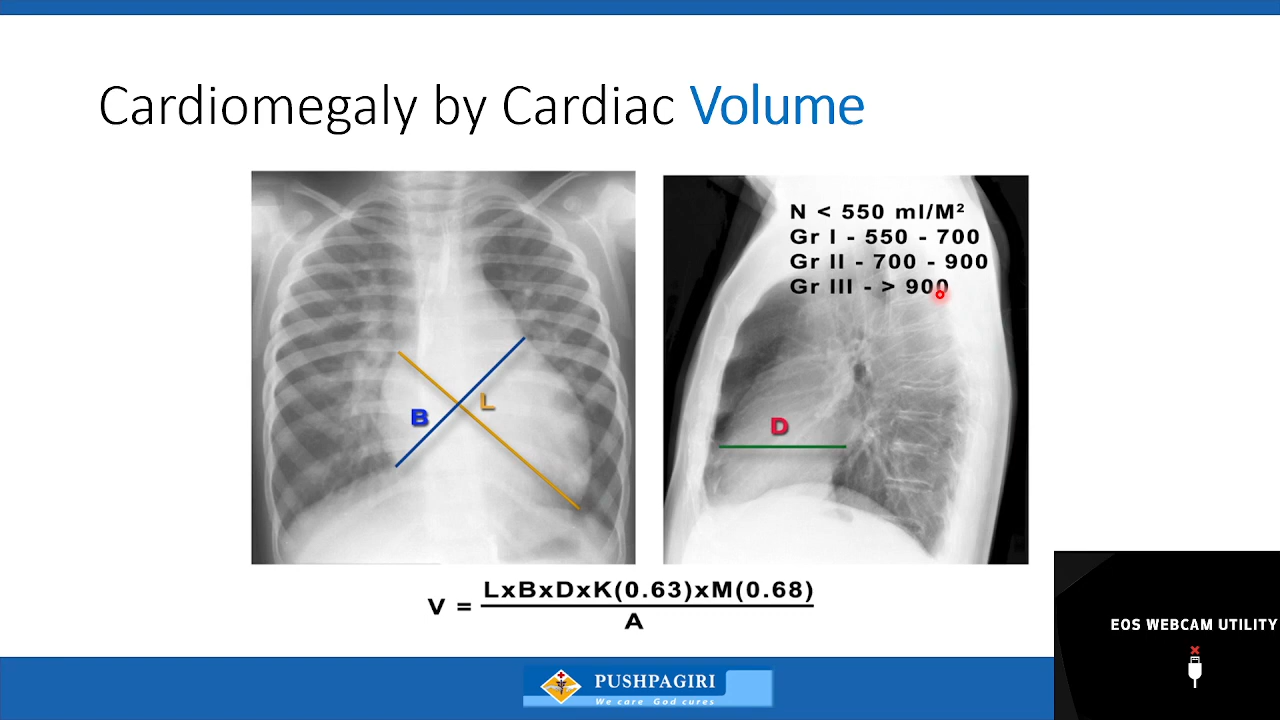 Cardiomegaly by Cardiac Volume
N < 550 ml/M²
Gr I - 550 - 700
Gr II - 700 - 900
Gr III - > 900
B
L
D
V = LxBxDxK(0.63)xM(0.68)
A
EOS WEBCAM UTILITY
PUSHPAGIRI
We care God cures